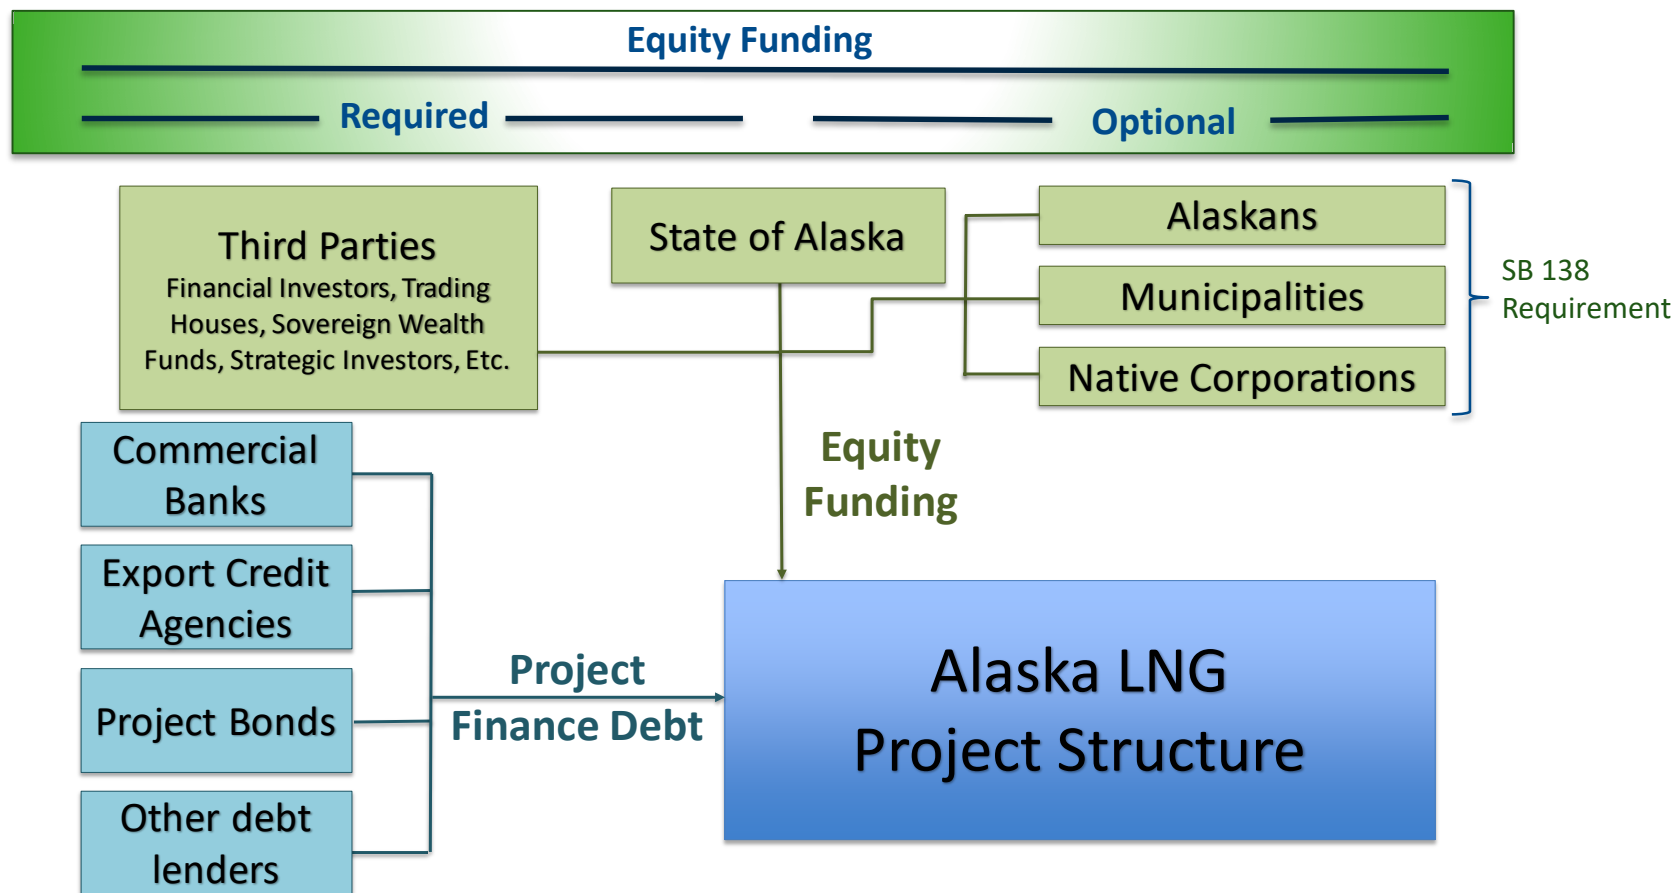 Equity Funding
Required
Optional
Third Parties
Financial Investors, Trading
Houses, Sovereign Wealth
Funds, Strategic Investors, Etc.
State of Alaska
Alaskans
Municipalities
Native Corporations
SB 138
Requirement
Commercial
Banks
Export Credit
Agencies
Project Bonds
Other debt
lenders
Equity
Funding
Project
Finance Debt
Alaska LNG
Project Structure